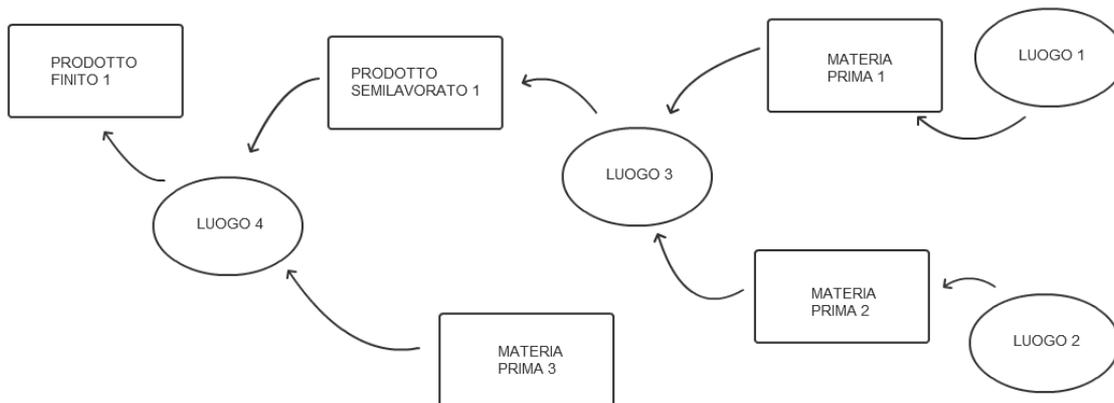 PRODOTTO
FINITO 1
PRODOTTO
SEMILAVORATO 1
MATERIA
PRIMA 1
LUOGO 1
LUOGO 3
LUOGO 4
MATERIA
PRIMA 2
LUOGO 2
MATERIA
PRIMA 3